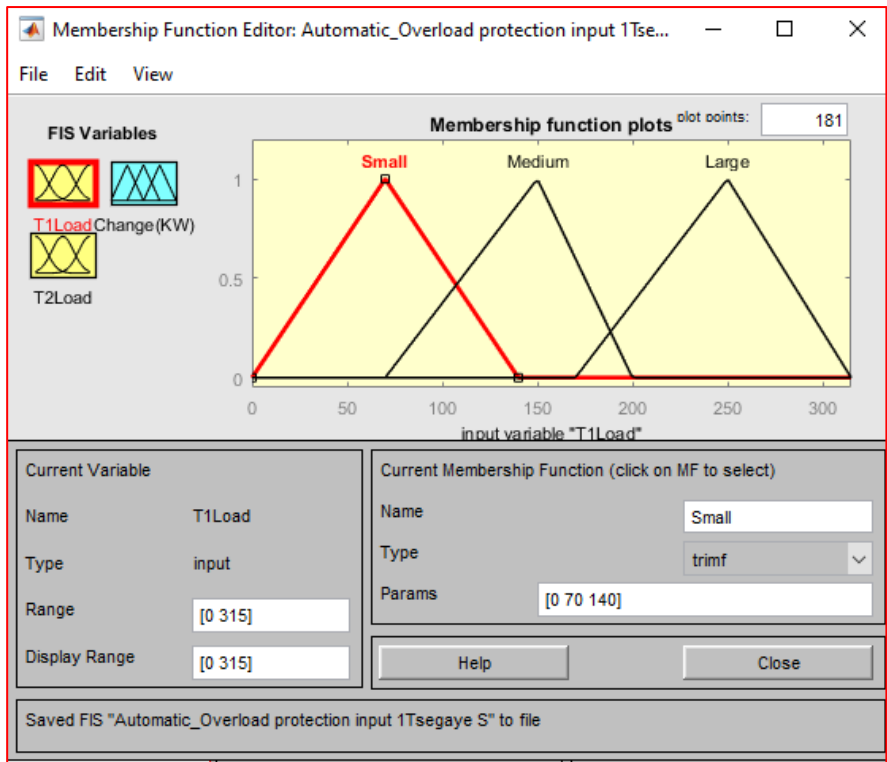 Membership Function Editor: Automatic_Overload protection input 1Tse...
File Edit View
FIS Variables
T1Load Change(KW)
T2Load
Membership function plots plot points: 181
Small Medium Large
1
0.5
0
0 50 100 150 200 250 300
input variable "T1Load"
Current Variable
Name T1Load
Type input
Range [0 315]
Display Range [0 315]
Current Membership Function (click on MF to select)
Name Small
Type trimf
Params [0 70 140]
Help Close
Saved FIS "Automatic_Overload protection input 1Tsegaye S" to file